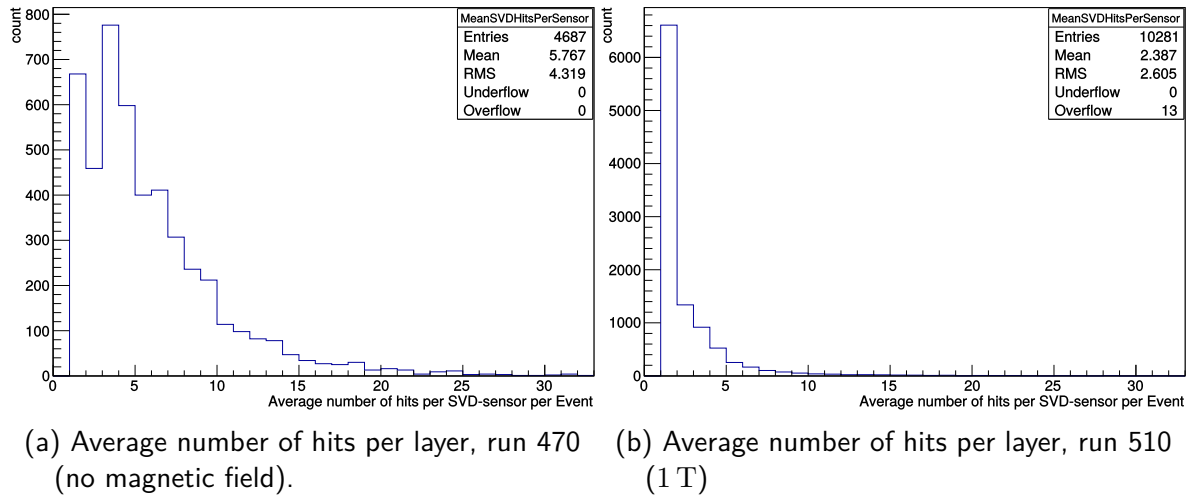 count
800
700
600
500
400
300
200
100
0
0 5 10 15 20 25 30
Average number of hits per SVD-sensor per Event
MeanSVDHitsPerSensor
Entries 4687
Mean 5.767
RMS 4.319
Underflow 0
Overflow 0
(a) Average number of hits per layer, run 470
(no magnetic field).
count
6000
5000
4000
3000
2000
1000
0
0 5 10 15 20 25 30
Average number of hits per SVD-sensor per Event
MeanSVDHitsPerSensor
Entries 10281
Mean 2.387
RMS 2.605
Underflow 0
Overflow 13
(b) Average number of hits per layer, run 510
(1 T)